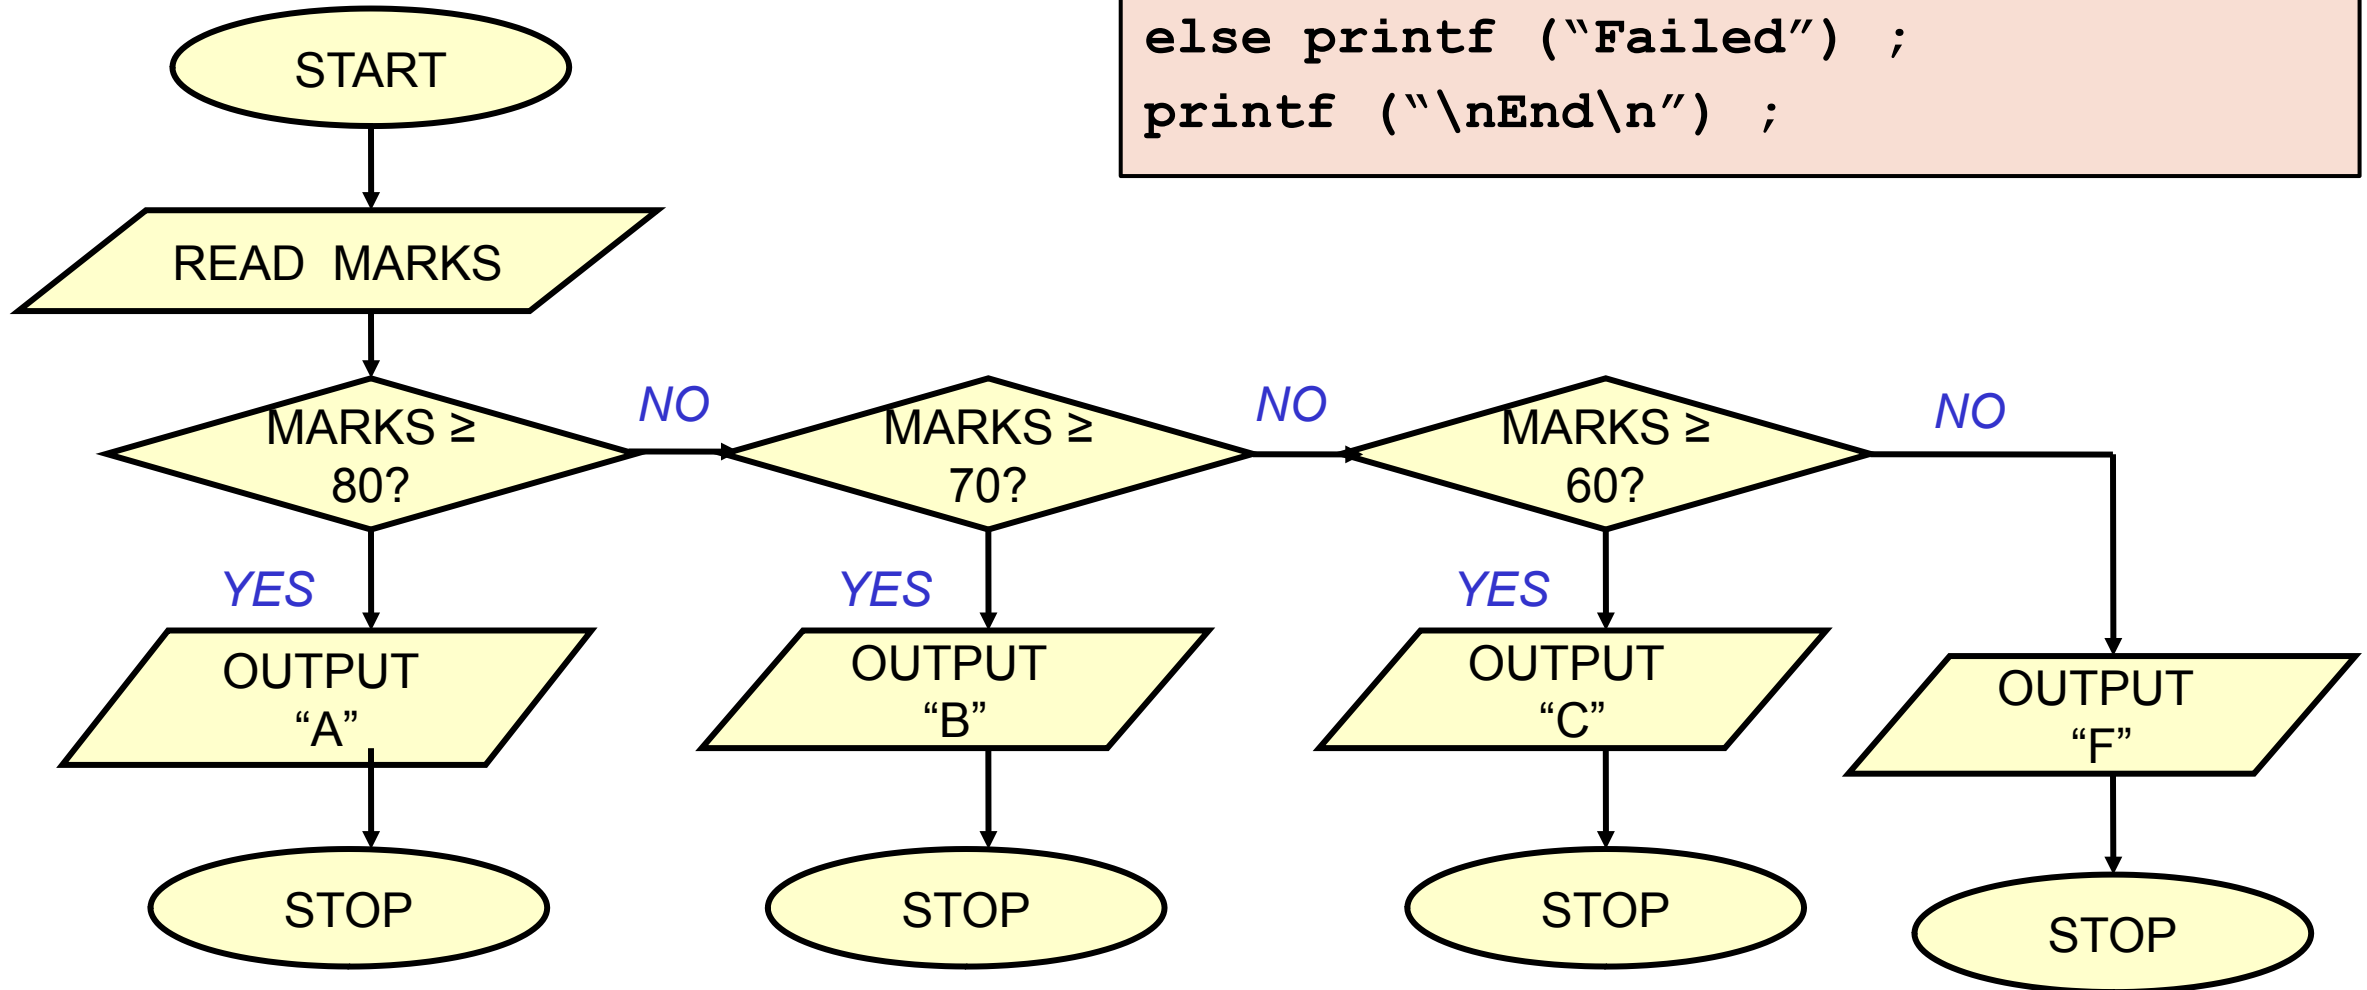 else printf (“Failed”) ;
printf (“\nEnd\n”) ;
START
READ MARKS
MARKS ≥
80?
NO
MARKS ≥
70?
NO
MARKS ≥
60?
NO
YES
YES
YES
OUTPUT
“A”
OUTPUT
“B”
OUTPUT
“C”
OUTPUT
“F”
STOP
STOP
STOP
STOP